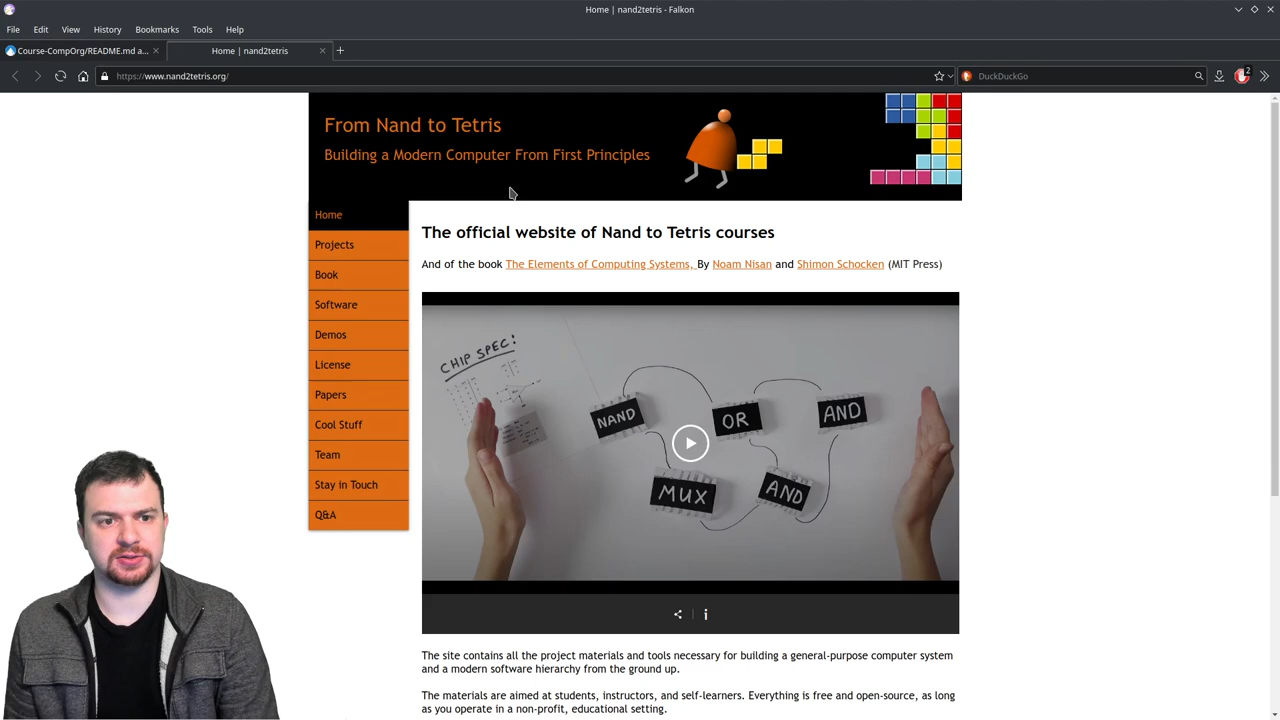 Home | nand2tetris - Falkon
File Edit View History Bookmarks Tools Help
Course-CompOrg/README.md a...
Home | nand2tetris
https://www.nand2tetris.org/
DuckDuckGo
2
From Nand to Tetris
Building a Modern Computer From First Principles
Home
Projects
Book
Software
Demos
License
Papers
Cool Stuff
Team
Stay in Touch
Q&A
The official website of Nand to Tetris courses
And of the book The Elements of Computing Systems, By Noam Nisan and Shimon Schocken (MIT Press)
CHIP SPEC!
NAND
OR
AND
MUX
AND
The site contains all the project materials and tools necessary for building a general-purpose computer system
and a modern software hierarchy from the ground up.
The materials are aimed at students, instructors, and self-learners. Everything is free and open-source, as long
as you operate in a non-profit, educational setting.